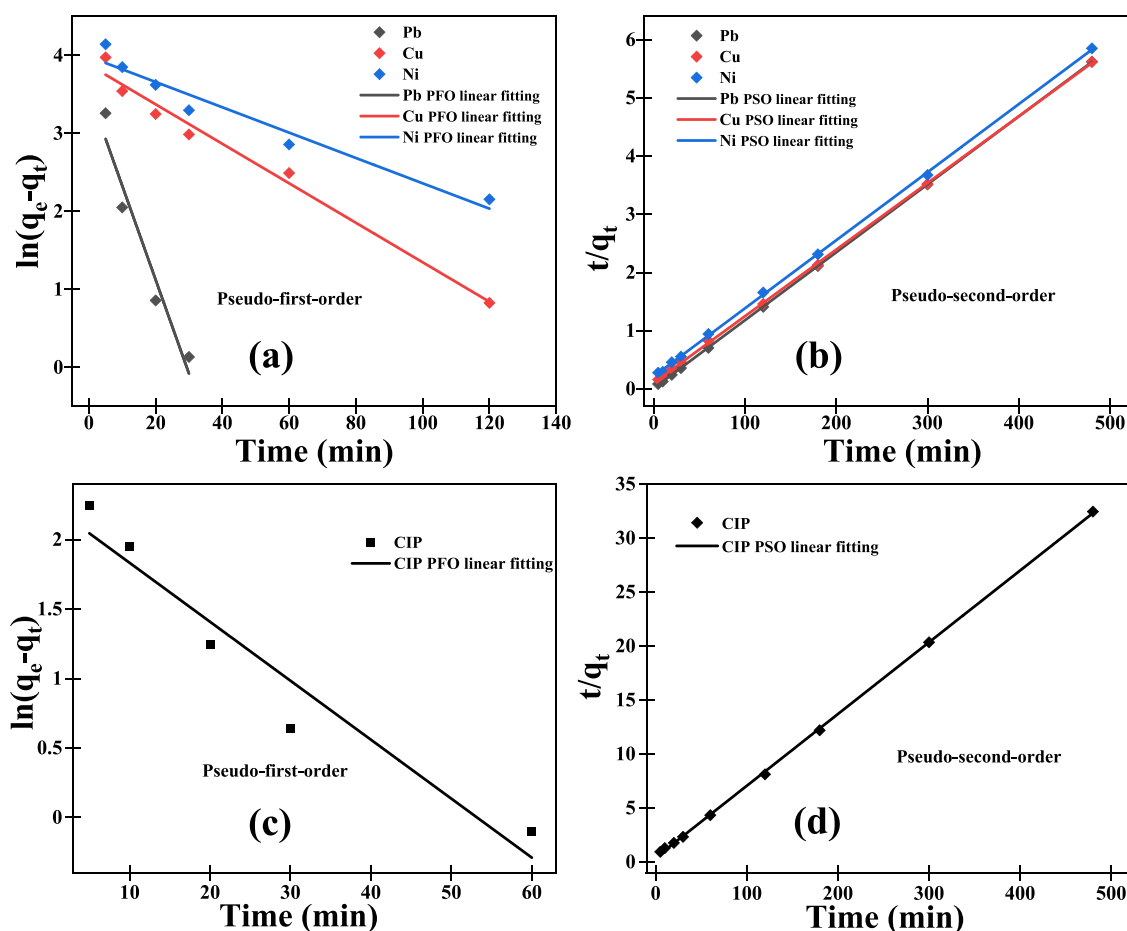 Pb
Cu
Ni
Pb PFO linear fitting
Cu PFO linear fitting
Ni PFO linear fitting
4
3
2
1
0
ln(qe-qt)
Pseudo-first-order
(a)
0 20 40 60 80 100 120 140
Time (min)
Pb
Cu
Ni
Pb PSO linear fitting
Cu PSO linear fitting
Ni PSO linear fitting
6
5
4
3
2
1
0
t/qt
Pseudo-second-order
(b)
0 100 200 300 400 500
Time (min)
CIP
CIP PFO linear fitting
2
1.5
1
0.5
0
ln(qe-qt)
Pseudo-first-order
(c)
10 20 30 40 50 60
Time (min)
CIP
CIP PSO linear fitting
35
30
25
20
15
10
5
0
t/qt
Pseudo-second-order
(d)
0 100 200 300 400 500
Time (min)